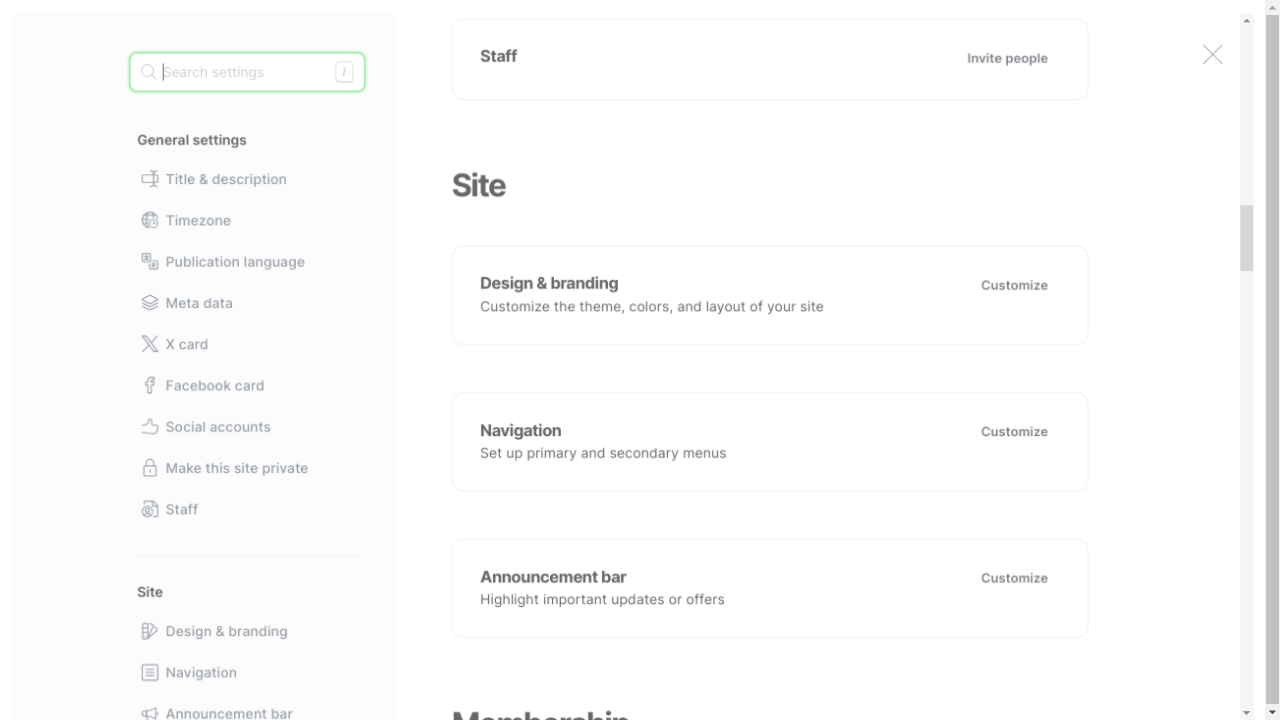 Search settings /
General settings
Title & description
Timezone
Publication language
Meta data
X card
Facebook card
Social accounts
Make this site private
Staff
Site
Design & branding
Navigation
Announcement bar
Staff
Invite people
Site
Design & branding
Customize
Customize the theme, colors, and layout of your site
Navigation
Customize
Set up primary and secondary menus
Announcement bar
Customize
Highlight important updates or offers
Membership